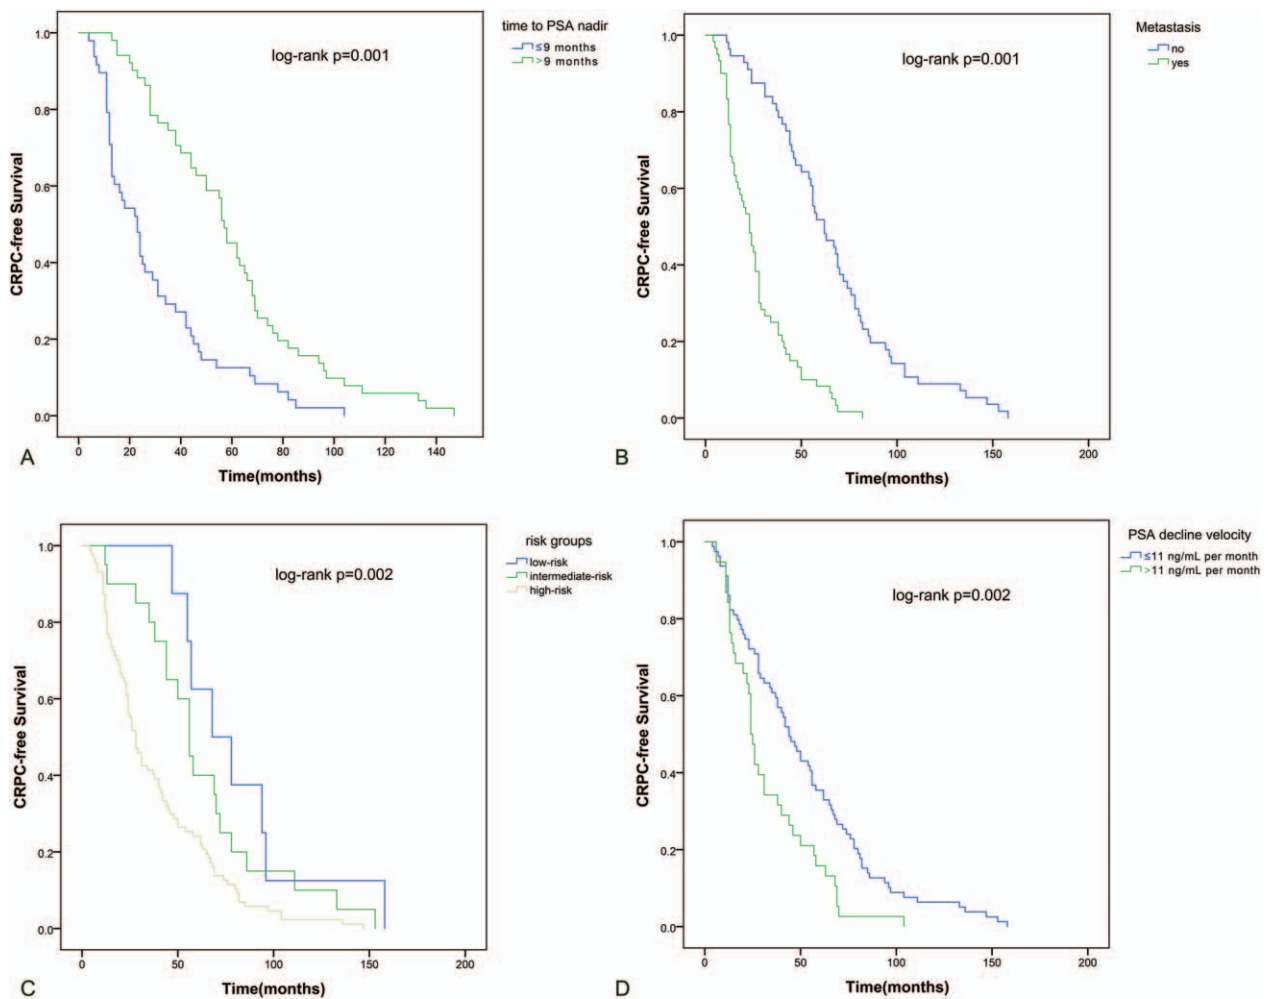 time to PSA nadir
≤9 months
>9 months
log-rank p=0.001
CRPC-free Survival
1.0
0.8
0.6
0.4
0.2
0.0
0 20 40 60 80 100 120 140
Time(months)
A
Metastasis
no
yes
log-rank p=0.001
CRPC-free Survival
1.0
0.8
0.6
0.4
0.2
0.0
0 50 100 150 200
Time(months)
B
risk groups
low-risk
intermediate-risk
high-risk
log-rank p=0.002
CRPC-free Survival
1.0
0.8
0.6
0.4
0.2
0.0
0 50 100 150 200
Time(months)
C
PSA decline velocity
≤11 ng/mL per month
>11 ng/mL per month
log-rank p=0.002
CRPC-free Survival
1.0
0.8
0.6
0.4
0.2
0.0
0 50 100 150 200
Time(months)
D